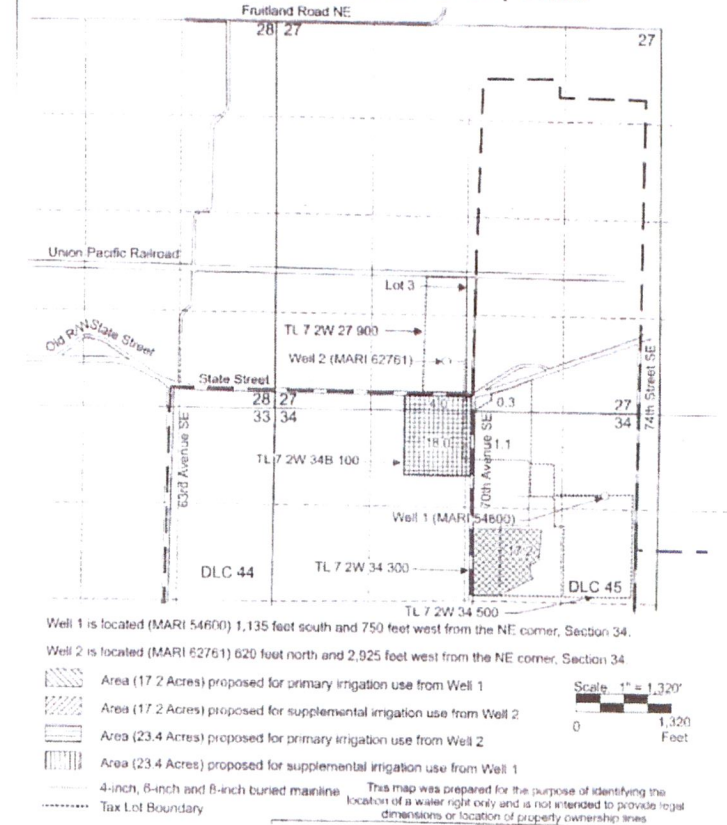 Fruitland Road NE
28 27
27
Union Pacific Railroad
Lot 3
TL 7 2W 27 900
Old R/W State Street
Well 2 (MARI 62761)
State Street
74th Street SE
4.0
0.3
28 27
27
33 34
34
63rd Avenue SE
18.0
70th Avenue SE
1.1
TL 7 2W 34B 100
Well 1 (MARI 54600)
17.2
DLC 44
TL 7 2W 34 300
DLC 45
TL 7 2W 34 500
Well 1 is located (MARI 54600) 1,135 feet south and 750 feet west from the NE corner, Section 34.
Well 2 is located (MARI 62761) 620 feet north and 2,925 feet west from the NE corner, Section 34.
Area (17.2 Acres) proposed for primary irrigation use from Well 1
Area (17.2 Acres) proposed for supplemental irrigation use from Well 2
Area (23.4 Acres) proposed for primary irrigation use from Well 2
Area (23.4 Acres) proposed for supplemental irrigation use from Well 1
Scale 1" = 1,320'
0 1,320
Feet
4-inch, 6-inch and 8-inch buried mainline
Tax Lot Boundary
This map was prepared for the purpose of identifying the
location of a water right only and is not intended to provide legal
dimensions or location of property ownership lines